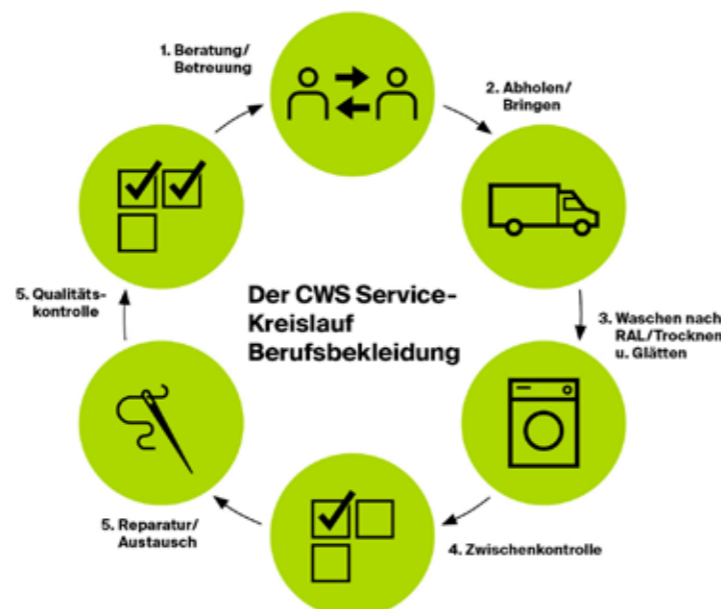 1. Beratung/
Betreuung
2. Abholen/
Bringen
3. Waschen nach
RAL/Trocknen
u. Glätten
4. Zwischenkontrolle
5. Reparatur/
Austausch
5. Qualitäts-
kontrolle
Der CWS Service-
Kreislauf
Berufsbekleidung